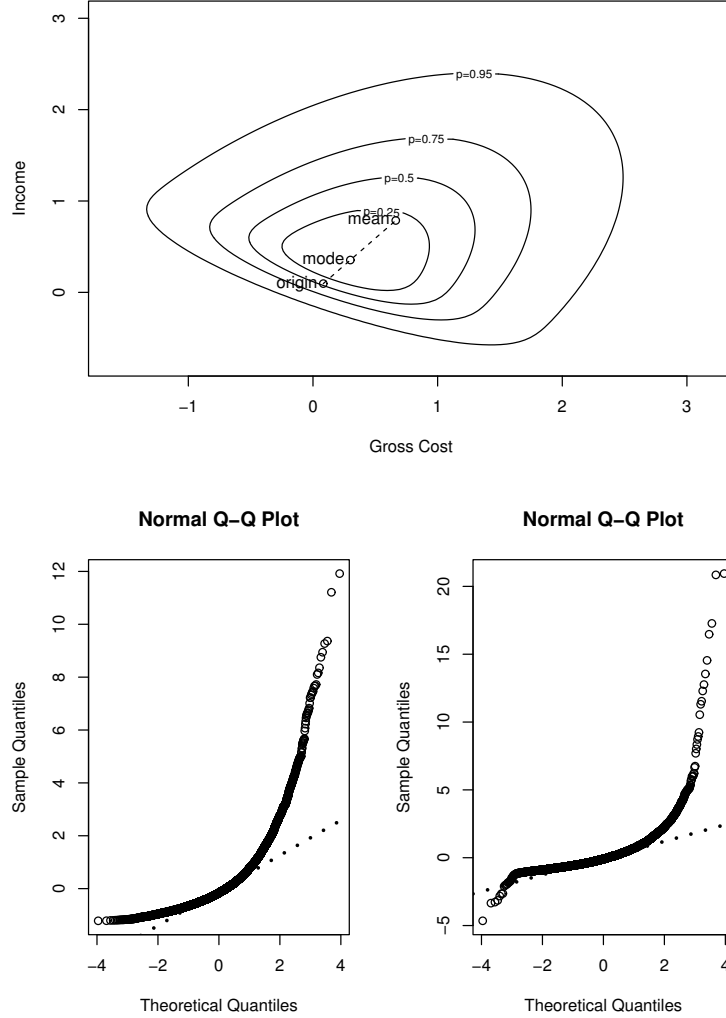 3
2
1
0
Income
p=0.95
p=0.75
p=0.5
p=0.25
mean
mode
origin
−1 0 1 2 3
Gross Cost
Normal Q−Q Plot
12
10
8
6
4
2
0
Sample Quantiles
−4 −2 0 2 4
Theoretical Quantiles
Normal Q−Q Plot
20
15
10
5
0
−5
Sample Quantiles
−4 −2 0 2 4
Theoretical Quantiles